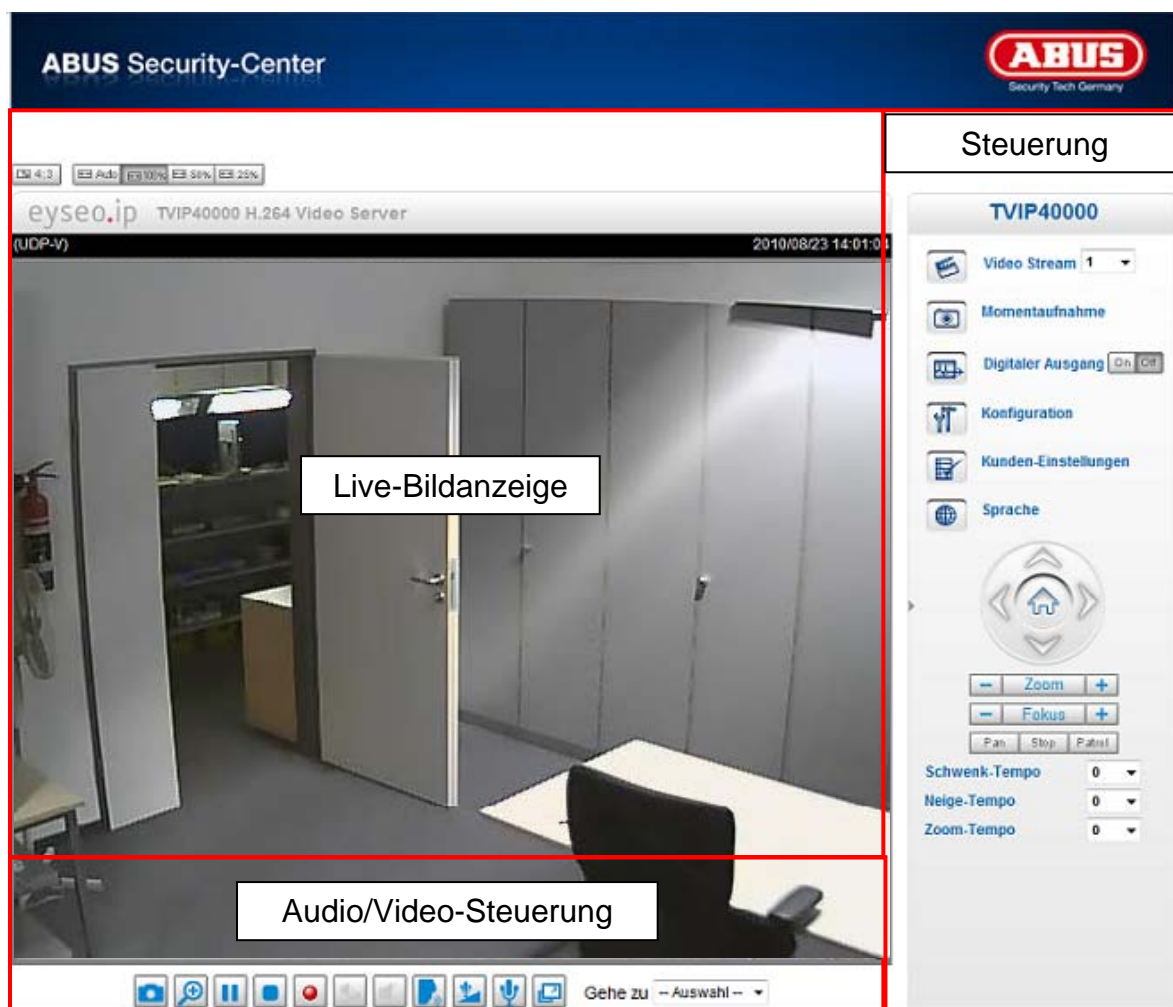 ABUS Security-Center
ABUS
Security Tech Germany
Steuerung
4:3 Auto 100% 50% 25%
eyseo.ip TVIP40000 H.264 Video Server
(UDP-V) 2010/08/23 14:01:04
Live-Bildanzeige
Audio/Video-Steuerung
Gehe zu -- Auswahl --
TVIP40000
Video Stream 1
Momentaufnahme
Digitaler Ausgang On Off
Konfiguration
Kunden-Einstellungen
Sprache
− Zoom +
− Fokus +
Pan Stop Patrol
Schwenk-Tempo 0
Neige-Tempo 0
Zoom-Tempo 0